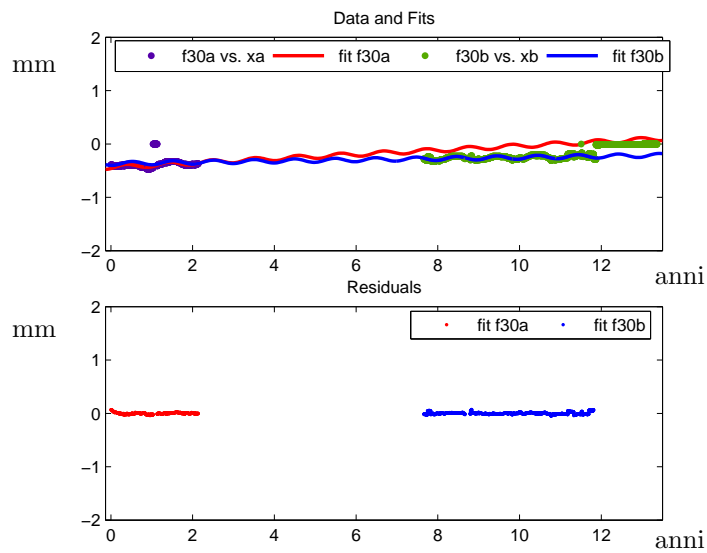 Data and Fits
mm
2
f30a vs. xa fit f30a f30b vs. xb fit f30b
1
0
−1
−2
0 2 4 6 8 10 12
anni
Residuals
mm
2
fit f30a fit f30b
1
0
−1
−2
0 2 4 6 8 10 12
anni